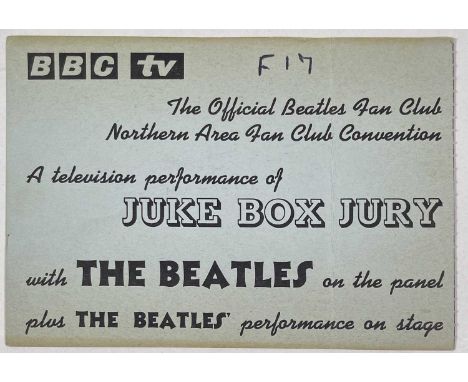 BBC tv F17
The Official Beatles Fan Club
Northern Area Fan Club Convention
A television performance of
JUKE BOX JURY
with THE BEATLES on the panel
plus THE BEATLES' performance on stage